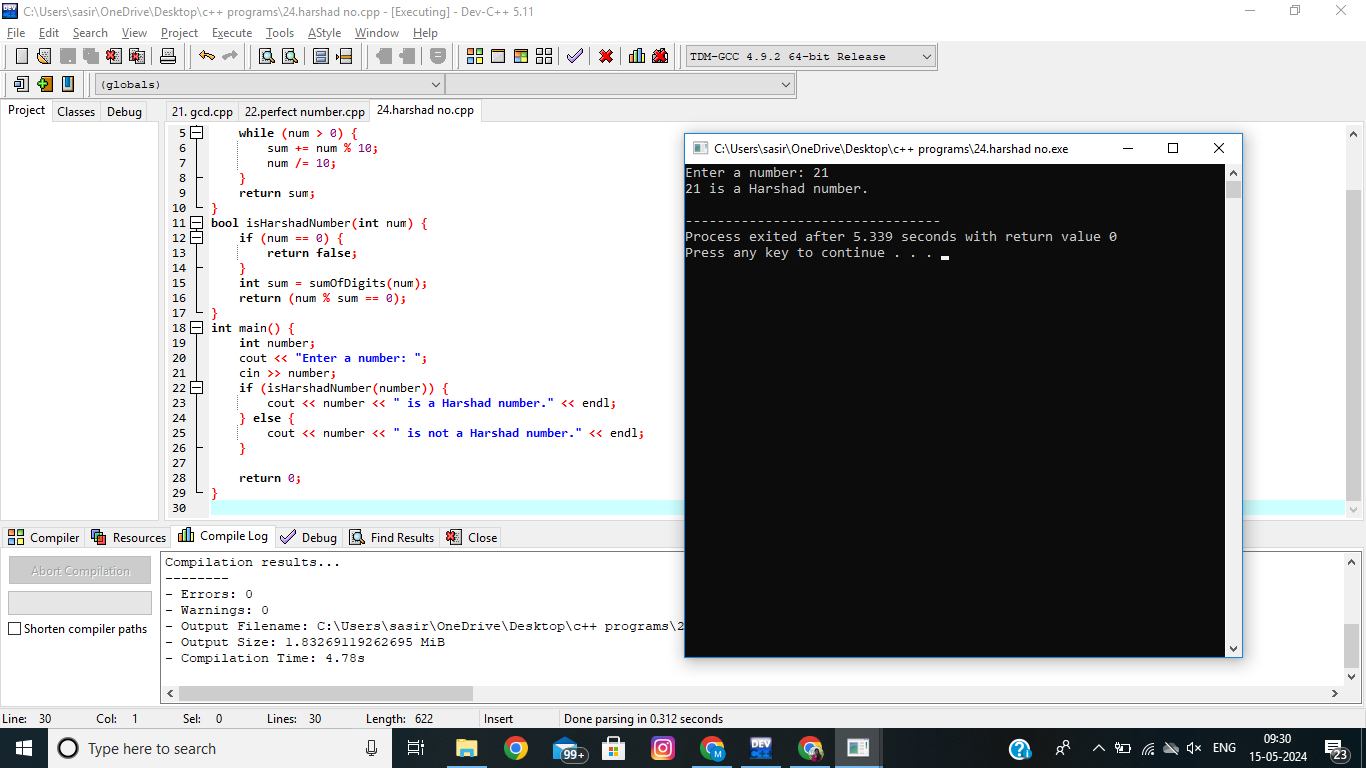 C:\Users\sasir\OneDrive\Desktop\c++ programs\24.harshad no.cpp - [Executing] - Dev-C++ 5.11
File Edit Search View Project Execute Tools AStyle Window Help
TDM-GCC 4.9.2 64-bit Release
(globals)
Project Classes Debug
21. gcd.cpp 22.perfect number.cpp 24.harshad no.cpp
5 while (num > 0) {
6 sum += num % 10;
7 num /= 10;
8 }
9 return sum;
10 }
11 bool isHarshadNumber(int num) {
12 if (num == 0) {
13 return false;
14 }
15 int sum = sumOfDigits(num);
16 return (num % sum == 0);
17 }
18 int main() {
19 int number;
20 cout << "Enter a number: ";
21 cin >> number;
22 if (isHarshadNumber(number)) {
23 cout << number << " is a Harshad number." << endl;
24 } else {
25 cout << number << " is not a Harshad number." << endl;
26 }
27
28 return 0;
29 }
30
C:\Users\sasir\OneDrive\Desktop\c++ programs\24.harshad no.exe
Enter a number: 21
21 is a Harshad number.
--------------------------------
Process exited after 5.339 seconds with return value 0
Press any key to continue . . .
Compiler Resources Compile Log Debug Find Results Close
Abort Compilation
Shorten compiler paths
Compilation results...
--------
- Errors: 0
- Warnings: 0
- Output Filename: C:\Users\sasir\OneDrive\Desktop\c++ programs\2
- Output Size: 1.83269119262695 MiB
- Compilation Time: 4.78s
Line: 30 Col: 1 Sel: 0 Lines: 30 Length: 622 Insert Done parsing in 0.312 seconds
Type here to search
99+
M
DEV
ENG
09:30
15-05-2024
23